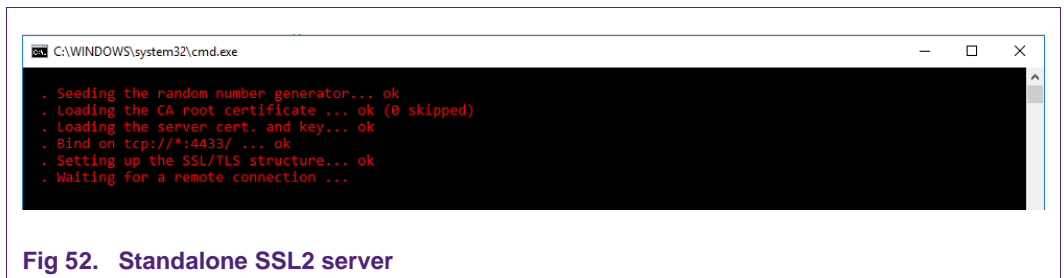 C:\WINDOWS\system32\cmd.exe
. Seeding the random number generator... ok
. Loading the CA root certificate ... ok (0 skipped)
. Loading the server cert. and key... ok
. Bind on tcp://*:4433/ ... ok
. Setting up the SSL/TLS structure... ok
. Waiting for a remote connection ...
Fig 52. Standalone SSL2 server